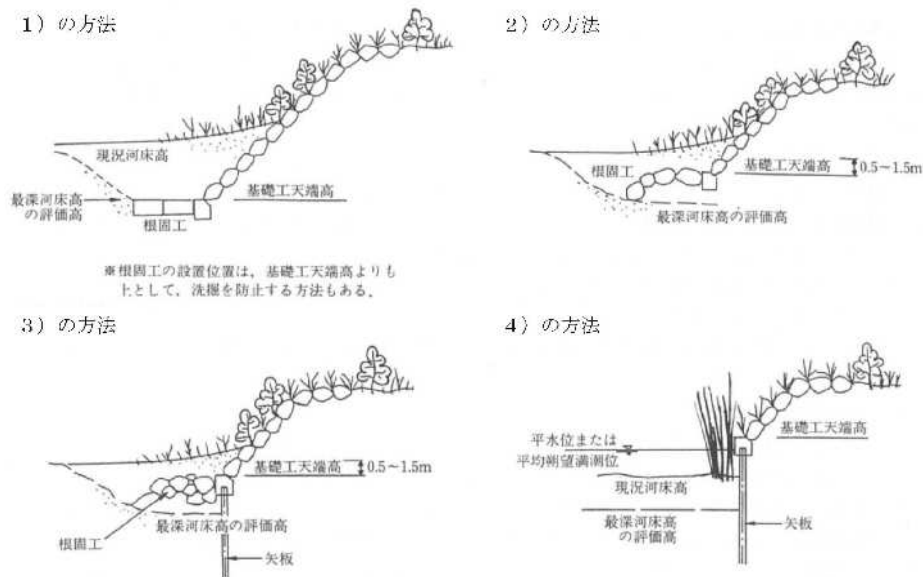 1）の方法
現況河床高
最深河床高
の評価高
基礎工天端高
根固工
※根固工の設置位置は，基礎工天端高よりも
上として，洗掘を防止する方法もある．
2）の方法
根固工
基礎工天端高
0.5～1.5m
最深河床高の評価高
3）の方法
基礎工天端高
0.5～1.5m
最深河床高の評価高
根固工
矢板
4）の方法
基礎工天端高
平水位または
平均朔望満潮位
現況河床高
最深河床高
の評価高
矢板